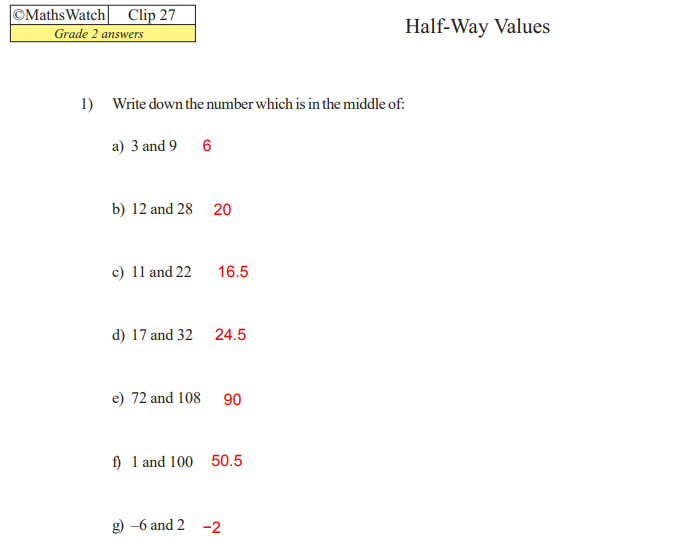 ©MathsWatch Clip 27
Grade 2 answers
Half-Way Values
1) Write down the number which is in the middle of:
a) 3 and 9 6
b) 12 and 28 20
c) 11 and 22 16.5
d) 17 and 32 24.5
e) 72 and 108 90
f) 1 and 100 50.5
g) –6 and 2 −2